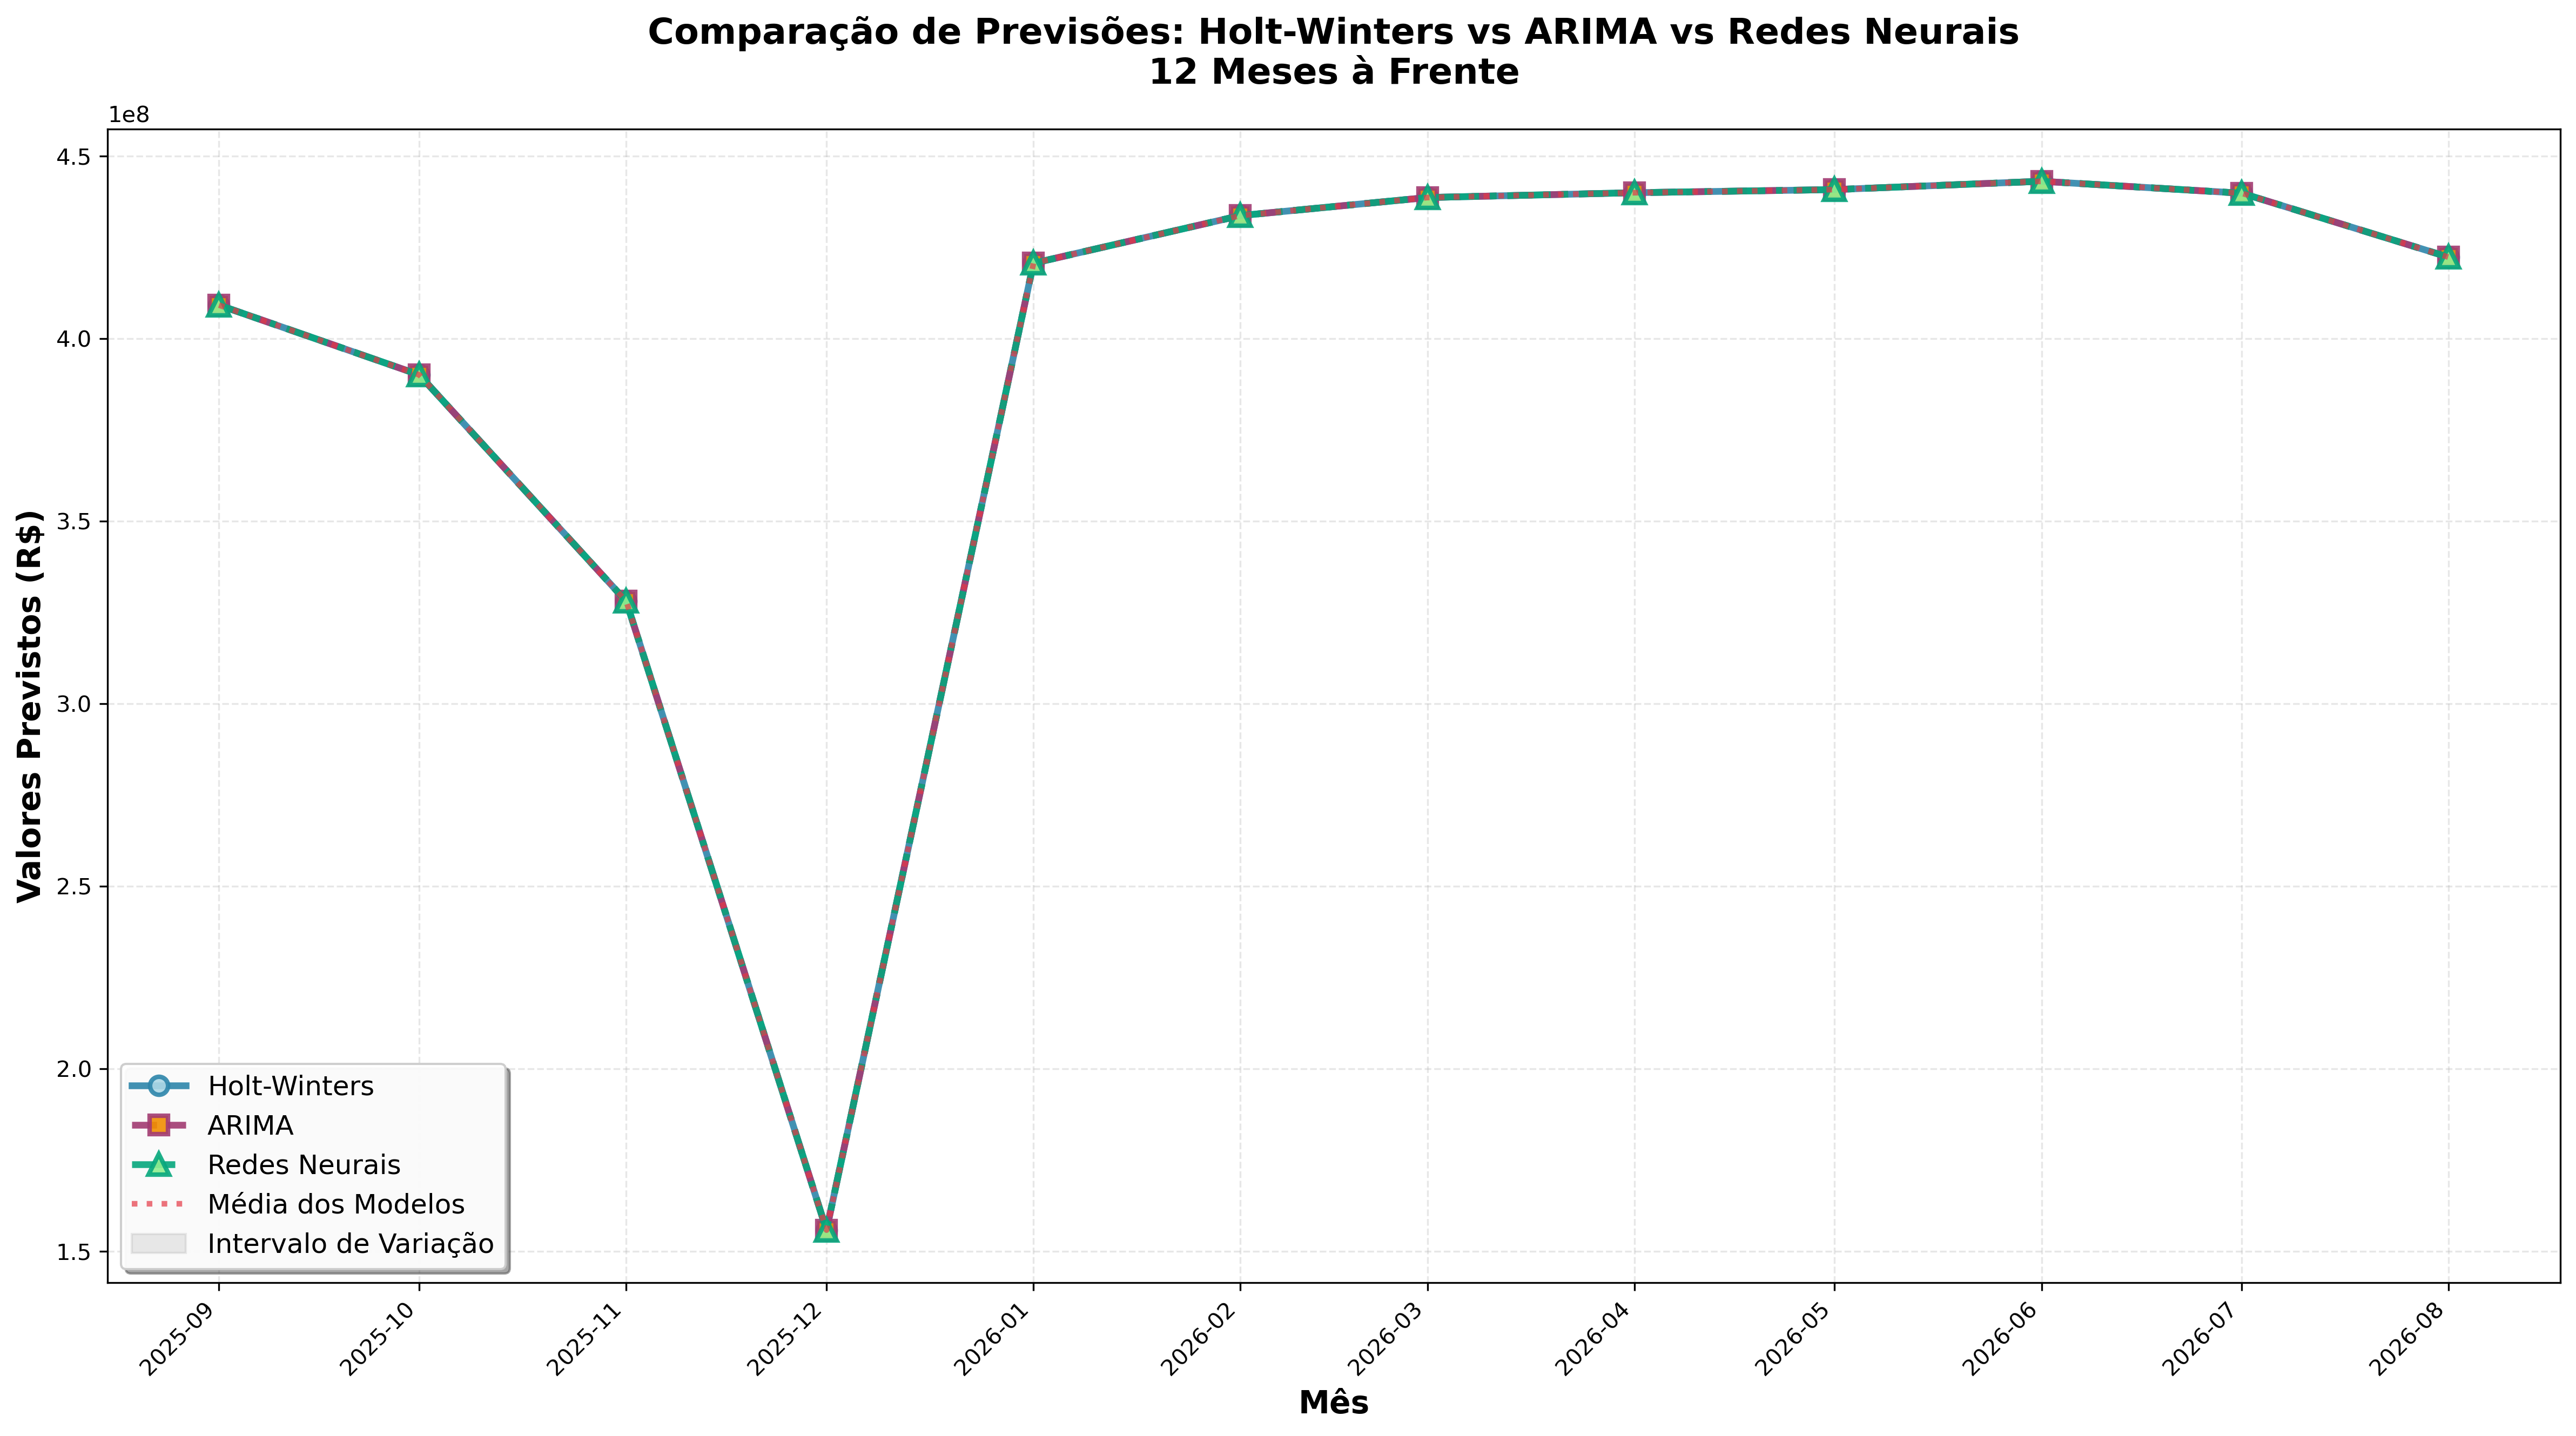 Comparação de Previsões: Holt-Winters vs ARIMA vs Redes Neurais
12 Meses à Frente
1e8
4.5
4.0
3.5
3.0
2.5
2.0
1.5
Valores Previstos (R$)
Holt-Winters
ARIMA
Redes Neurais
Média dos Modelos
Intervalo de Variação
2025-09
2025-10
2025-11
2025-12
2026-01
2026-02
2026-03
2026-04
2026-05
2026-06
2026-07
2026-08
Mês